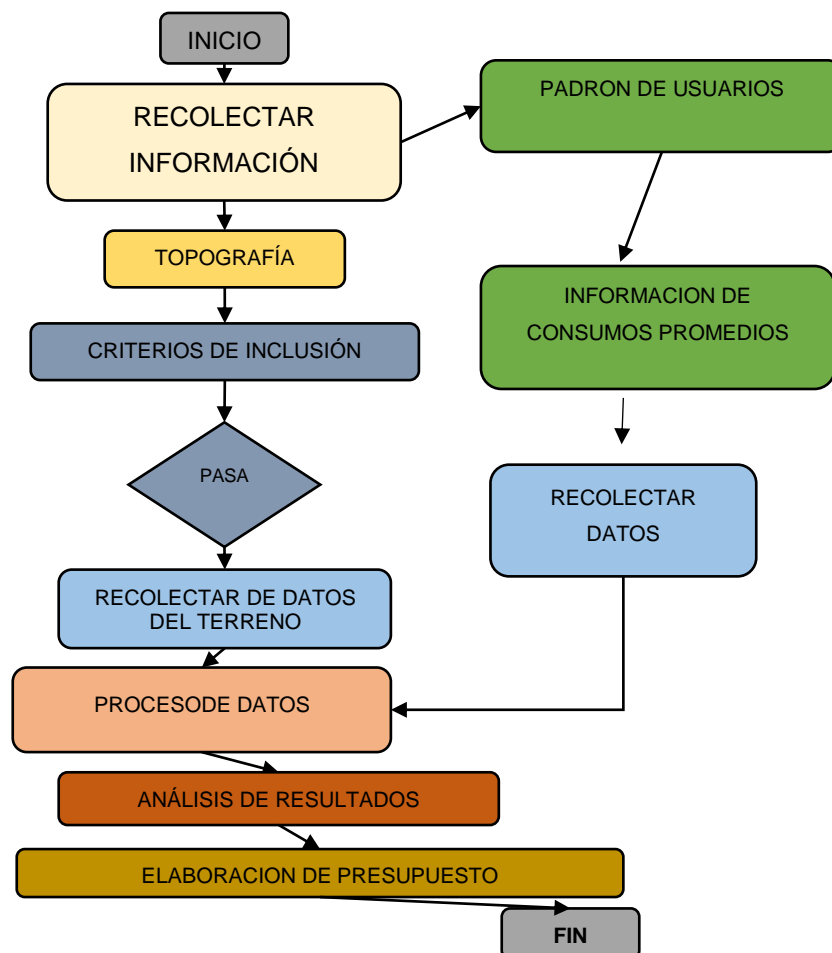 INICIO
PADRON DE USUARIOS
RECOLECTAR
INFORMACIÓN
TOPOGRAFÍA
INFORMACION DE
CONSUMOS PROMEDIOS
CRITERIOS DE INCLUSIÓN
PASA
RECOLECTAR
DATOS
RECOLECTAR DE DATOS
DEL TERRENO
PROCESODE DATOS
ANÁLISIS DE RESULTADOS
ELABORACION DE PRESUPUESTO
FIN